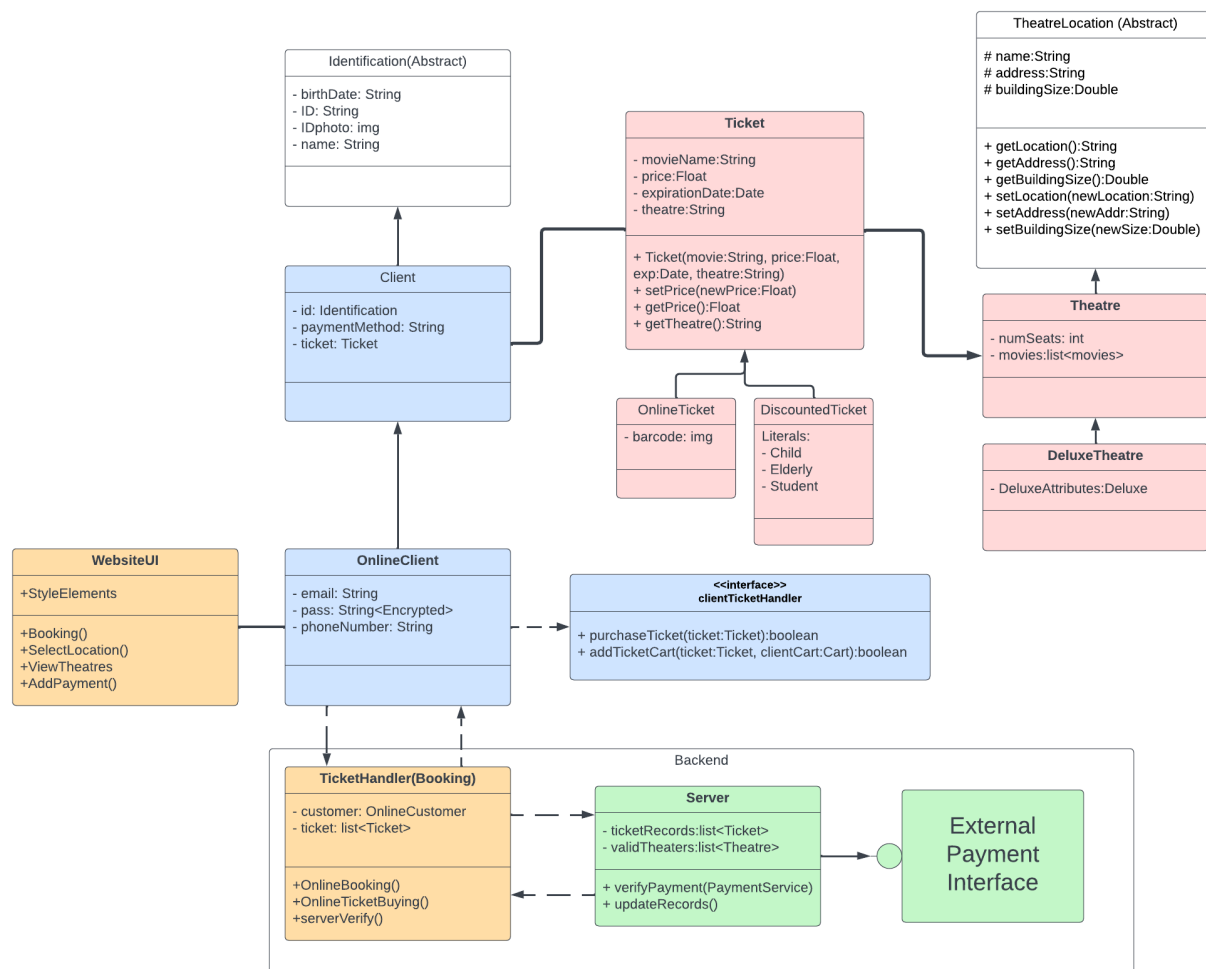 TheatreLocation (Abstract)
# name:String
# address:String
# buildingSize:Double
+ getLocation():String
+ getAddress():String
+ getBuildingSize():Double
+ setLocation(newLocation:String)
+ setAddress(newAddr:String)
+ setBuildingSize(newSize:Double)
Identification(Abstract)
- birthDate: String
- ID: String
- IDphoto: img
- name: String
Ticket
- movieName:String
- price:Float
- expirationDate:Date
- theatre:String
+ Ticket(movie:String, price:Float,
exp:Date, theatre:String)
+ setPrice(newPrice:Float)
+ getPrice():Float
+ getTheatre():String
Client
- id: Identification
- paymentMethod: String
- ticket: Ticket
Theatre
- numSeats: int
- movies:list<movies>
OnlineTicket
- barcode: img
DiscountedTicket
Literals:
- Child
- Elderly
- Student
DeluxeTheatre
- DeluxeAttributes:Deluxe
WebsiteUI
+StyleElements
+Booking()
+SelectLocation()
+ViewTheatres
+AddPayment()
OnlineClient
- email: String
- pass: String<Encrypted>
- phoneNumber: String
<<interface>>
clientTicketHandler
+ purchaseTicket(ticket:Ticket):boolean
+ addTicketCart(ticket:Ticket, clientCart:Cart):boolean
Backend
TicketHandler(Booking)
- customer: OnlineCustomer
- ticket: list<Ticket>
+OnlineBooking()
+OnlineTicketBuying()
+serverVerify()
Server
- ticketRecords:list<Ticket>
- validTheaters:list<Theatre>
+ verifyPayment(PaymentService)
+ updateRecords()
External
Payment
Interface